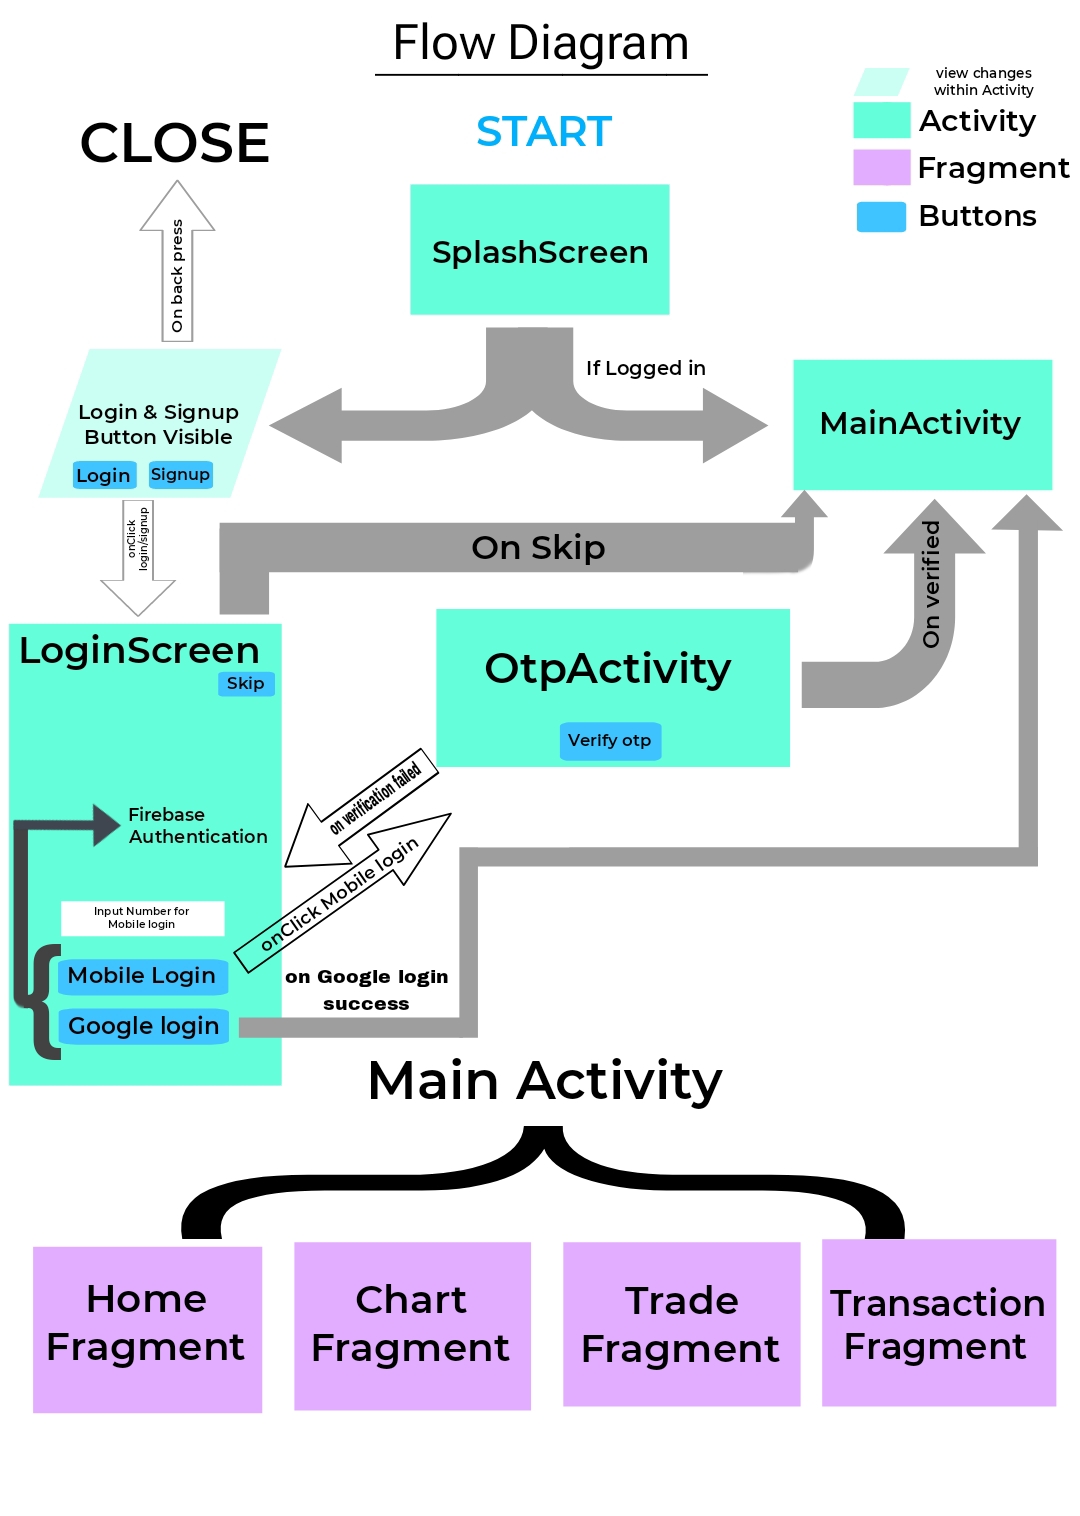 Flow Diagram
view changes
within Activity
Activity
Fragment
Buttons
CLOSE
START
SplashScreen
On back press
If Logged in
MainActivity
Login & Signup
Button Visible
Login
Signup
onClick
login/signup
On Skip
On verified
LoginScreen
Skip
OtpActivity
Verify otp
on verification failed
Firebase
Authentication
onClick Mobile login
Input Number for
Mobile login
Mobile Login
Google login
on Google login
success
Main Activity
Home
Fragment
Chart
Fragment
Trade
Fragment
Transaction
Fragment